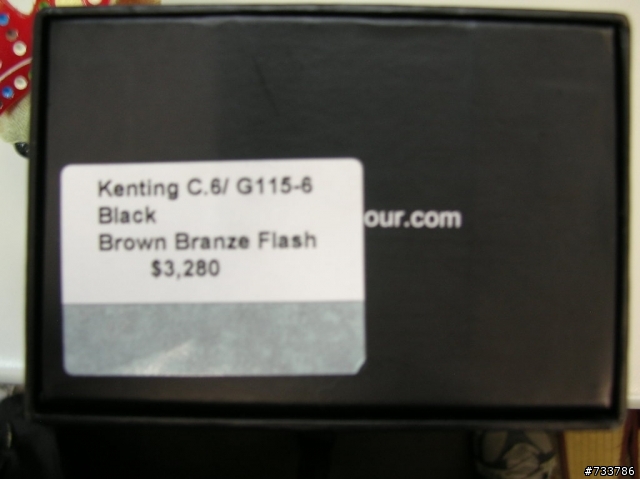 Kenting C.6/ G115-6
Black
Brown Branze Flash
$3,280
our.com
#733786